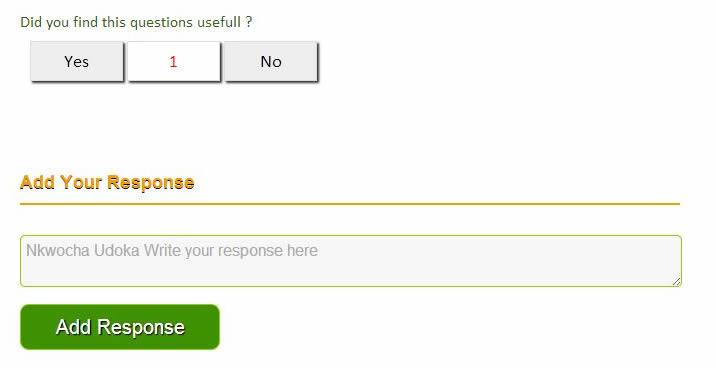 Did you find this questions usefull ?
Yes 1 No
Add Your Response
Nkwocha Udoka Write your response here
Add Response